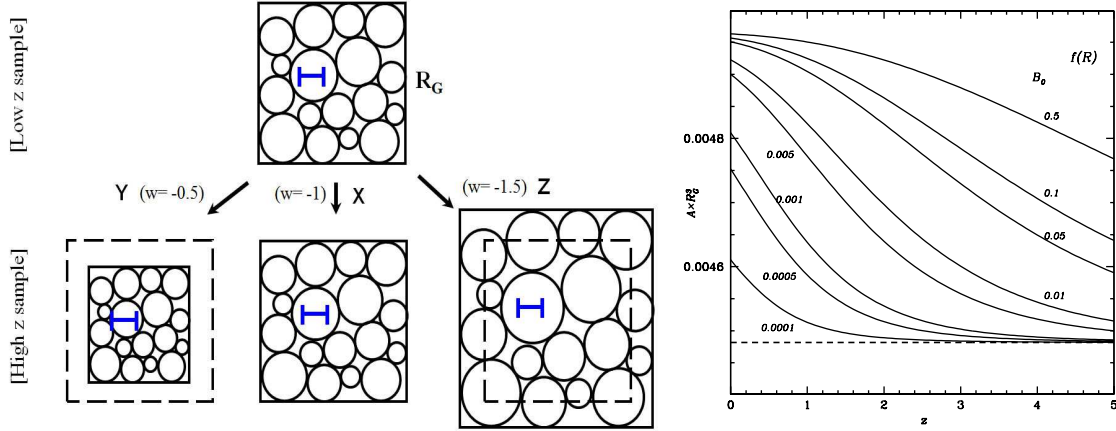 [Low z sample]
R_G
Y (w= -0.5)
(w= -1) X
(w= -1.5) Z
[High z sample]
f(R)
B_0
0.5
0.1
0.05
0.01
0.005
0.001
0.0005
0.0001
0.0048
0.0046
A×R_G^3
0 1 2 3 4 5
z